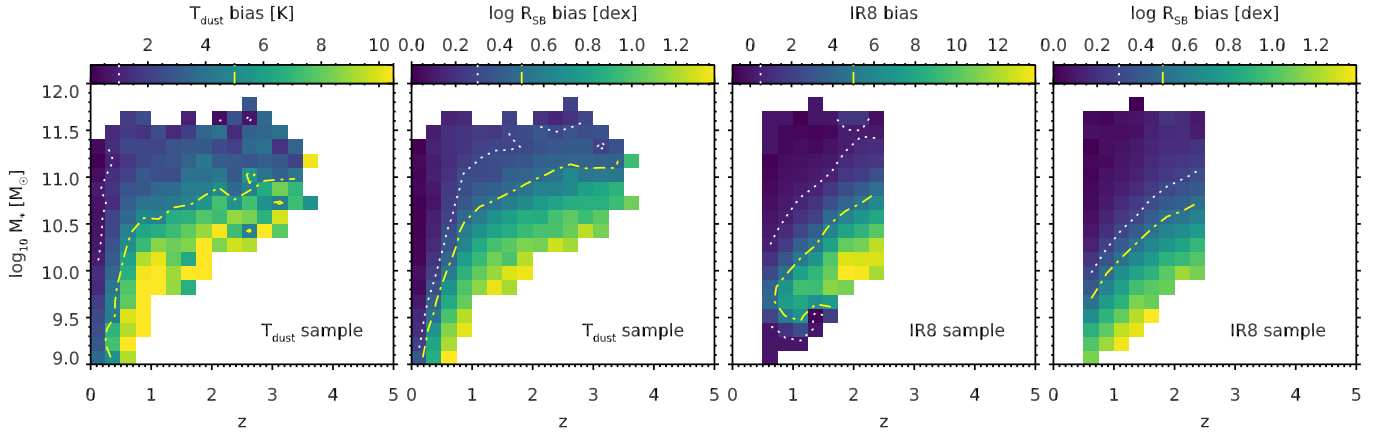 T_dust bias [K] log R_SB bias [dex] IR8 bias log R_SB bias [dex]
2 4 6 8 10 0.0 0.2 0.4 0.6 0.8 1.0 1.2 0 2 4 6 8 10 12 0.0 0.2 0.4 0.6 0.8 1.0 1.2
12.0
11.5
11.0
10.5
10.0
9.5
9.0
log₁₀ M⁎ [M☉]
T_dust sample T_dust sample IR8 sample IR8 sample
0 1 2 3 4 5 0 1 2 3 4 5 0 1 2 3 4 5 0 1 2 3 4 5
z z z z